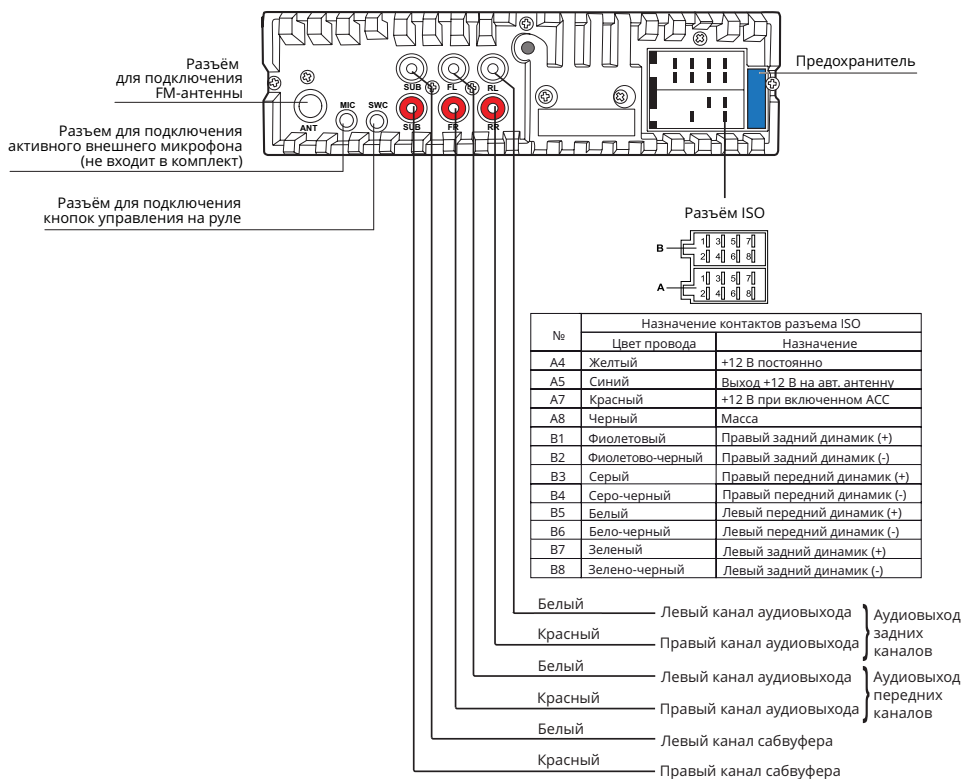 Разъём
для подключения
FM-антенны
Разъем для подключения
активного внешнего микрофона
(не входит в комплект)
Разъём для подключения
кнопок управления на руле
Предохранитель
ANT
MIC
SWC
SUB
FL
RL
SUB
FR
RR
Разъём ISO
B
1 3 5 7
2 4 6 8
A
1 3 5 7
2 4 6 8
№ Назначение контактов разъема ISO
Цвет провода Назначение
A4 Желтый +12 В постоянно
A5 Синий Выход +12 В на авт. антенну
A7 Красный +12 В при включенном ACC
A8 Черный Масса
B1 Фиолетовый Правый задний динамик (+)
B2 Фиолетово-черный Правый задний динамик (-)
B3 Серый Правый передний динамик (+)
B4 Серо-черный Правый передний динамик (-)
B5 Белый Левый передний динамик (+)
B6 Бело-черный Левый передний динамик (-)
B7 Зеленый Левый задний динамик (+)
B8 Зелено-черный Левый задний динамик (-)
Белый Левый канал аудиовыхода
Красный Правый канал аудиовыхода
Аудиовыход
задних
каналов
Белый Левый канал аудиовыхода
Красный Правый канал аудиовыхода
Аудиовыход
передних
каналов
Белый Левый канал сабвуфера
Красный Правый канал сабвуфера